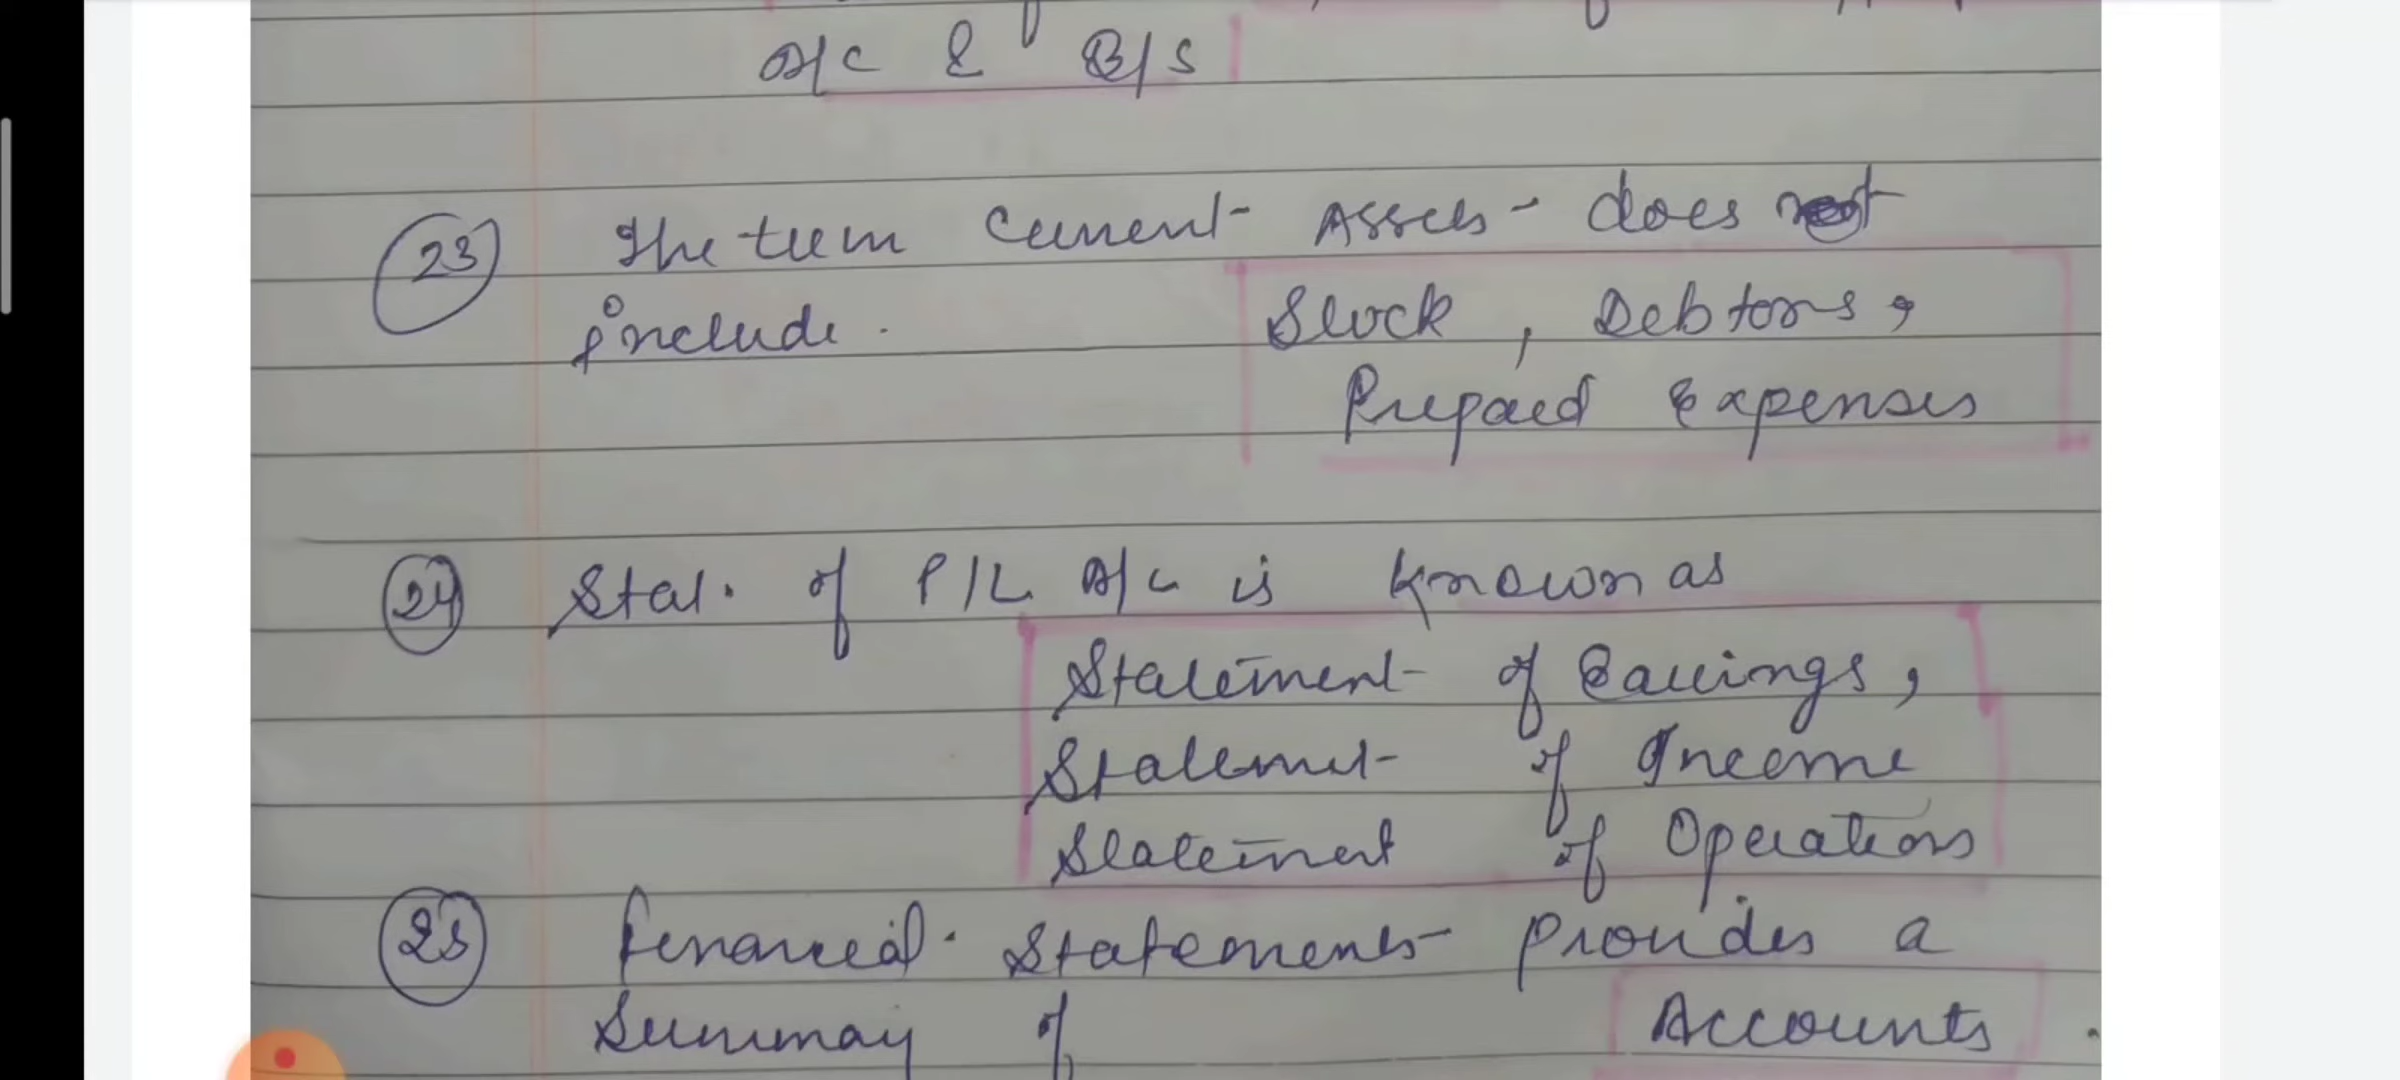 A/c & B/S
23 The term Current Assets does not
include. Stock, Debtors,
Prepaid Expenses
24 Stat. of P/L A/c is known as
Statement of Earnings,
Statement of Income
Statement of Operations
25 Financial Statements Provides a
Summary of Accounts.